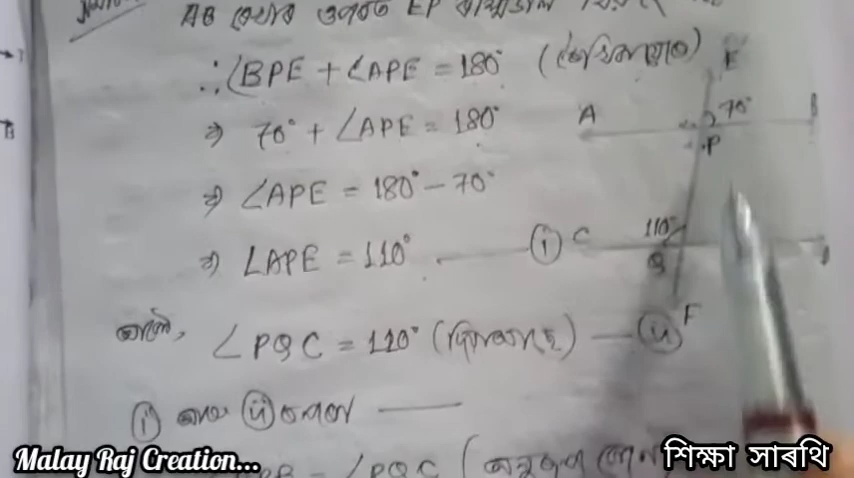 AB ৰেখাৰ ওপৰত EP
∴ ∠BPE + ∠APE = 180°
⇒ 70° + ∠APE = 180°
⇒ ∠APE = 180° − 70°
⇒ ∠APE = 110° ——— (i)
∠PQC = 110° — (ii)
(i) আৰু (ii) ৰ পৰা ——
∠PQC
E
70°
A
B
P
110°
C
Q
F
Malay Raj Creation...
শিক্ষা সাৰথি